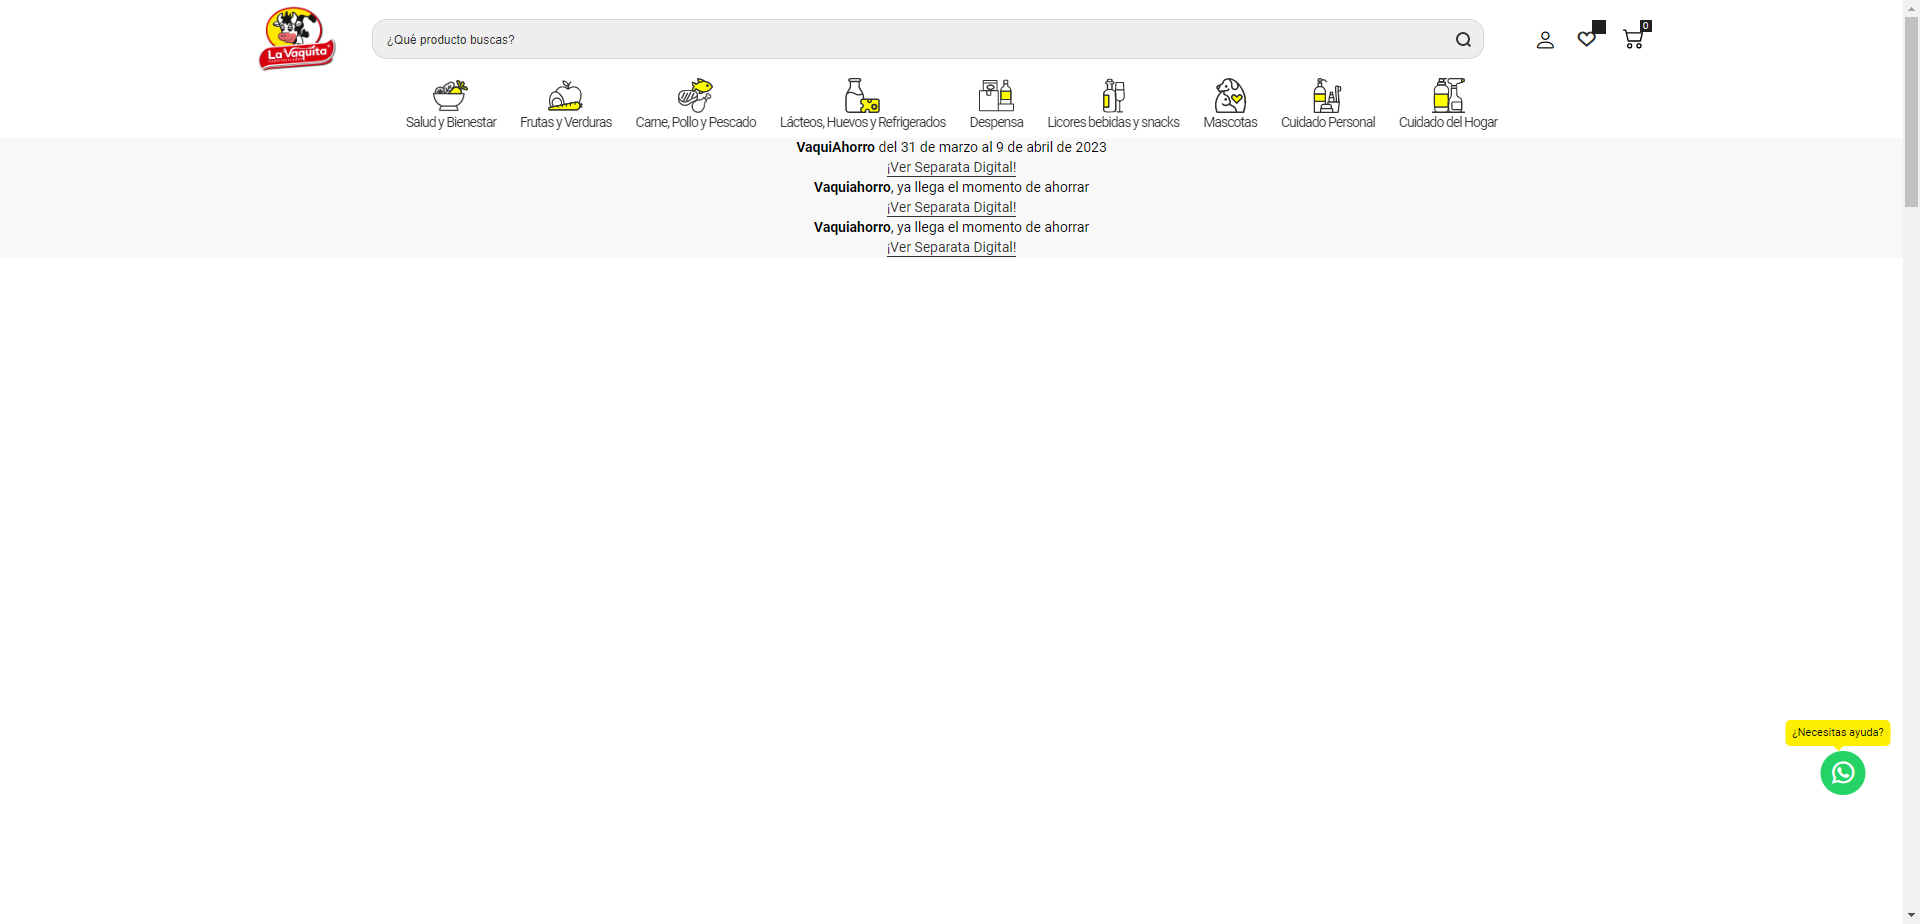 La Vaquita
¿Qué producto buscas?
0
Salud y Bienestar
Frutas y Verduras
Carne, Pollo y Pescado
Lácteos, Huevos y Refrigerados
Despensa
Licores bebidas y snacks
Mascotas
Cuidado Personal
Cuidado del Hogar
VaquiAhorro del 31 de marzo al 9 de abril de 2023
¡Ver Separata Digital!
Vaquiahorro, ya llega el momento de ahorrar
¡Ver Separata Digital!
Vaquiahorro, ya llega el momento de ahorrar
¡Ver Separata Digital!
¿Necesitas ayuda?